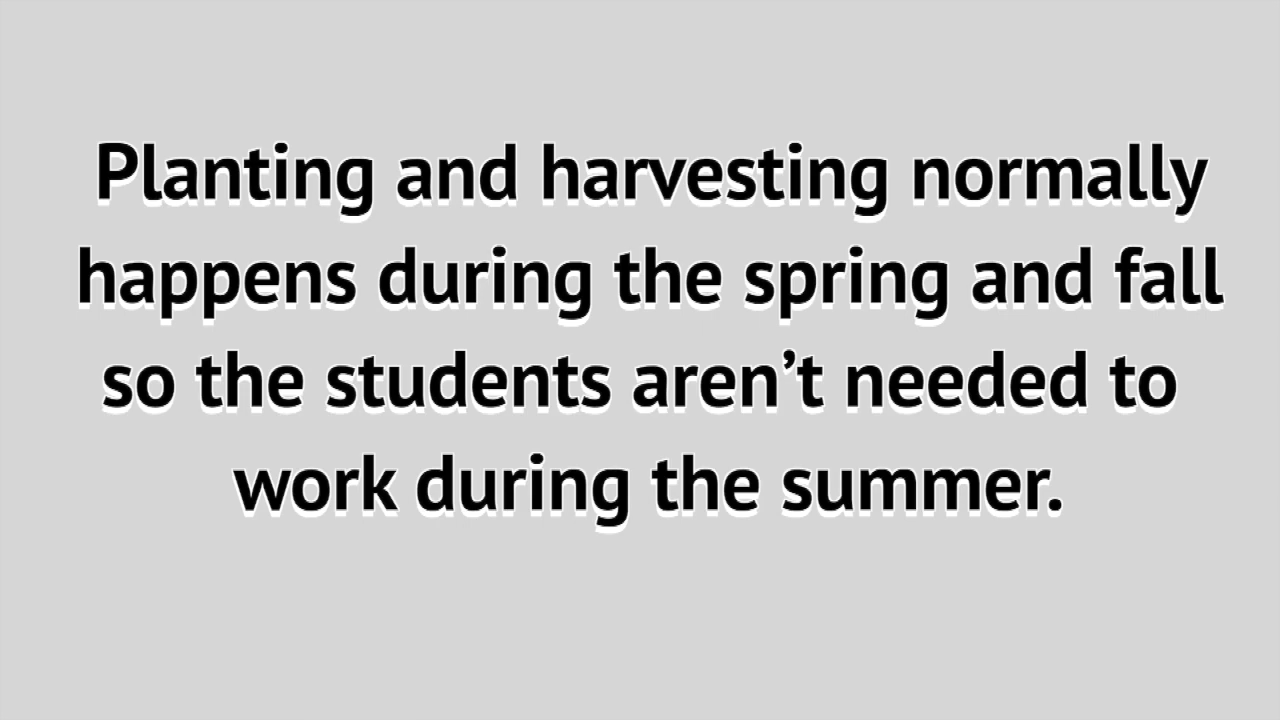 Planting and harvesting normally
happens during the spring and fall
so the students aren’t needed to
work during the summer.